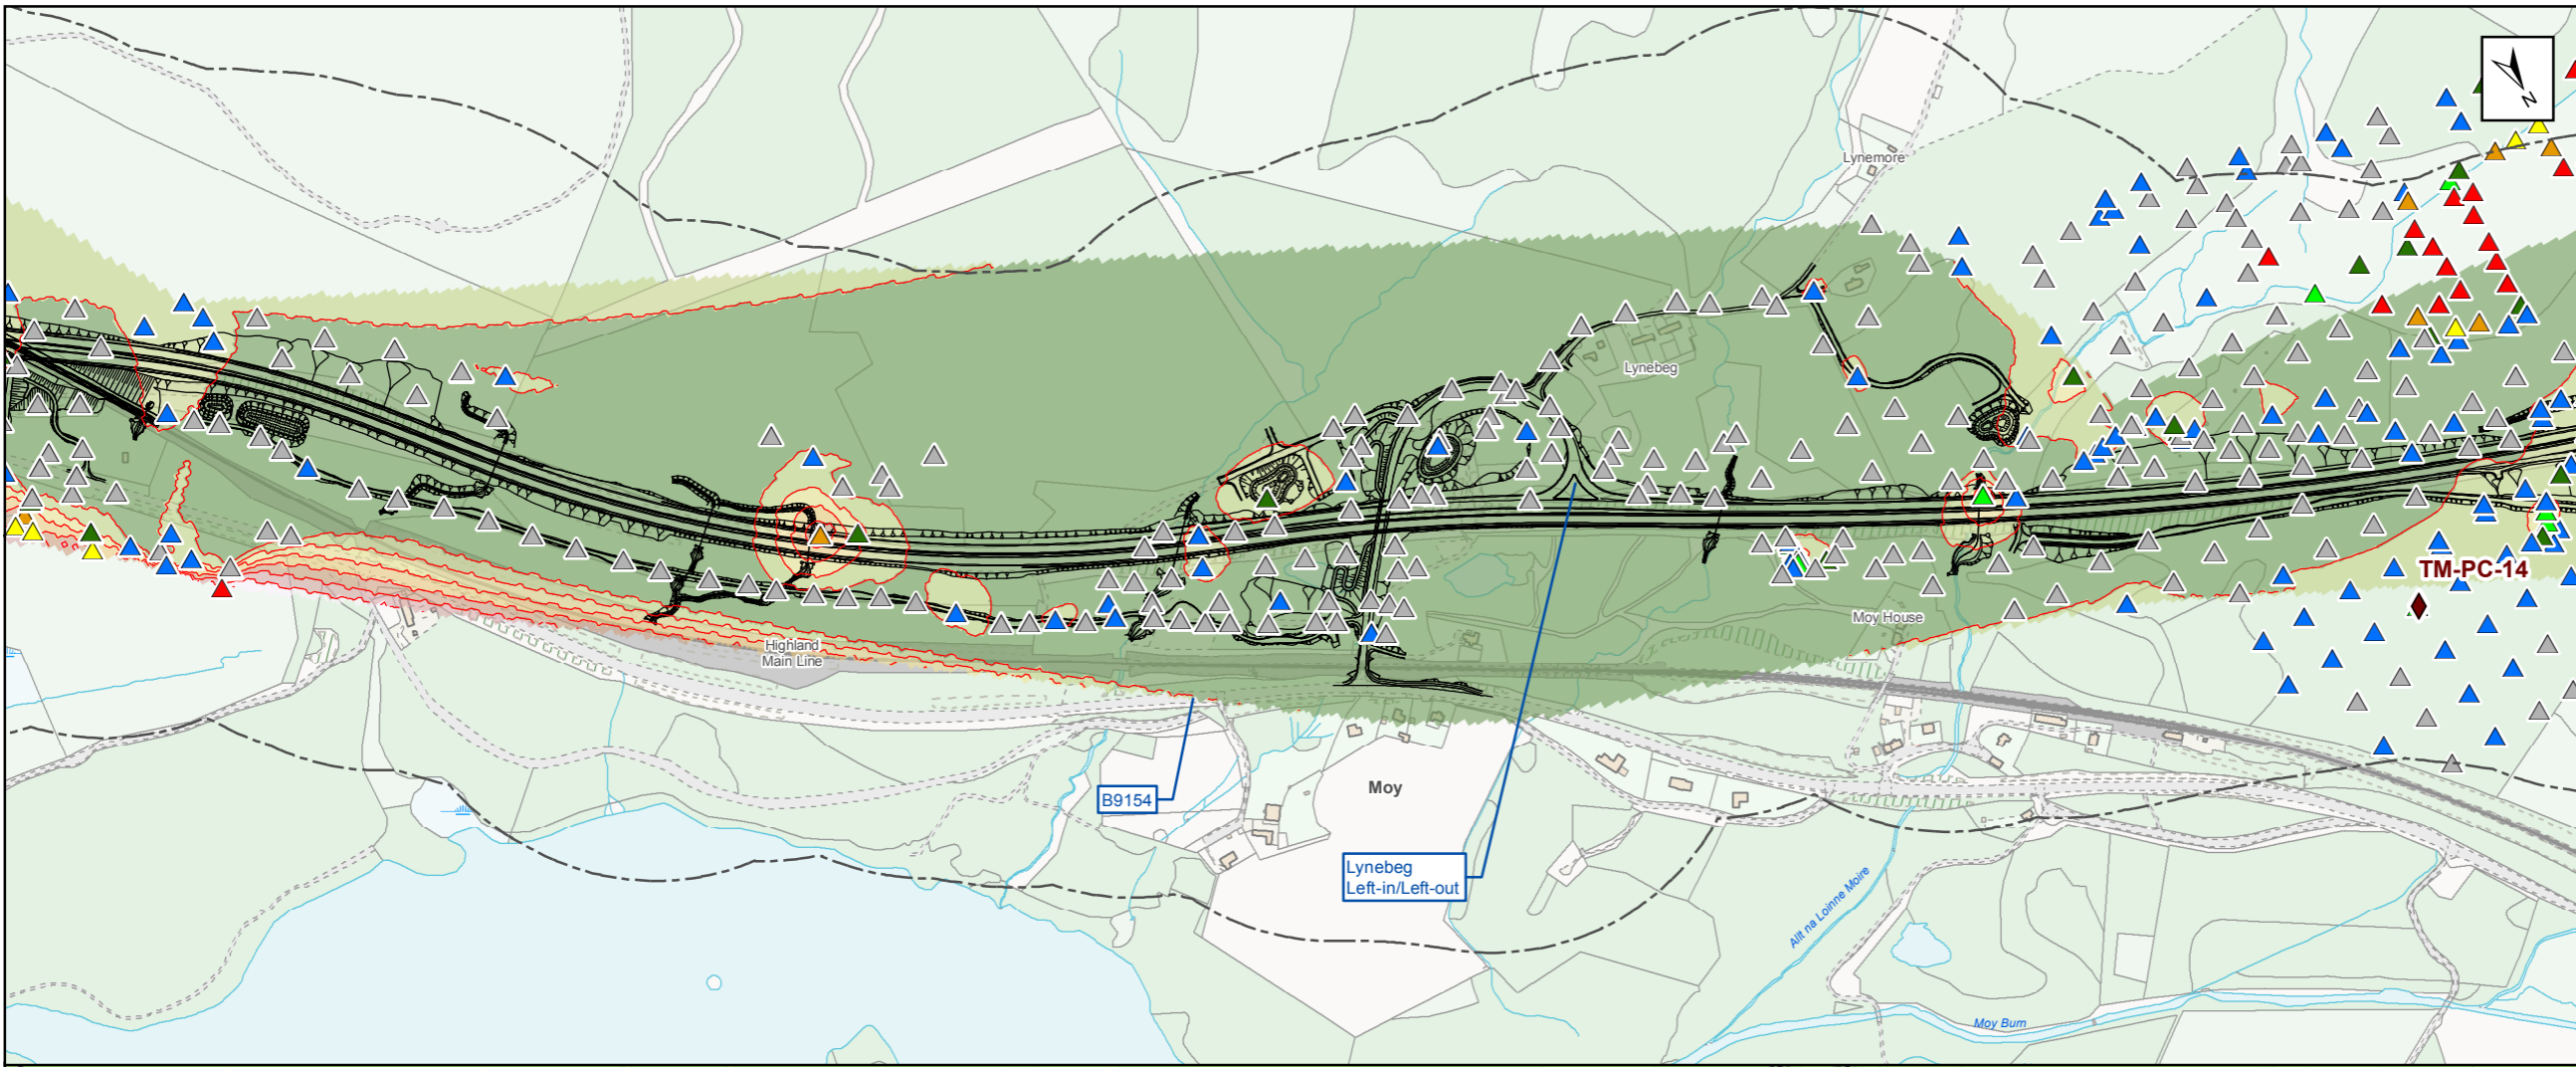 N
Lynemore
Lynebeg
TM-PC-14
Moy House
Highland
Main Line
B9154
Moy
Lynebeg
Left-in/Left-out
Allt na Loinne Moire
Moy Burn